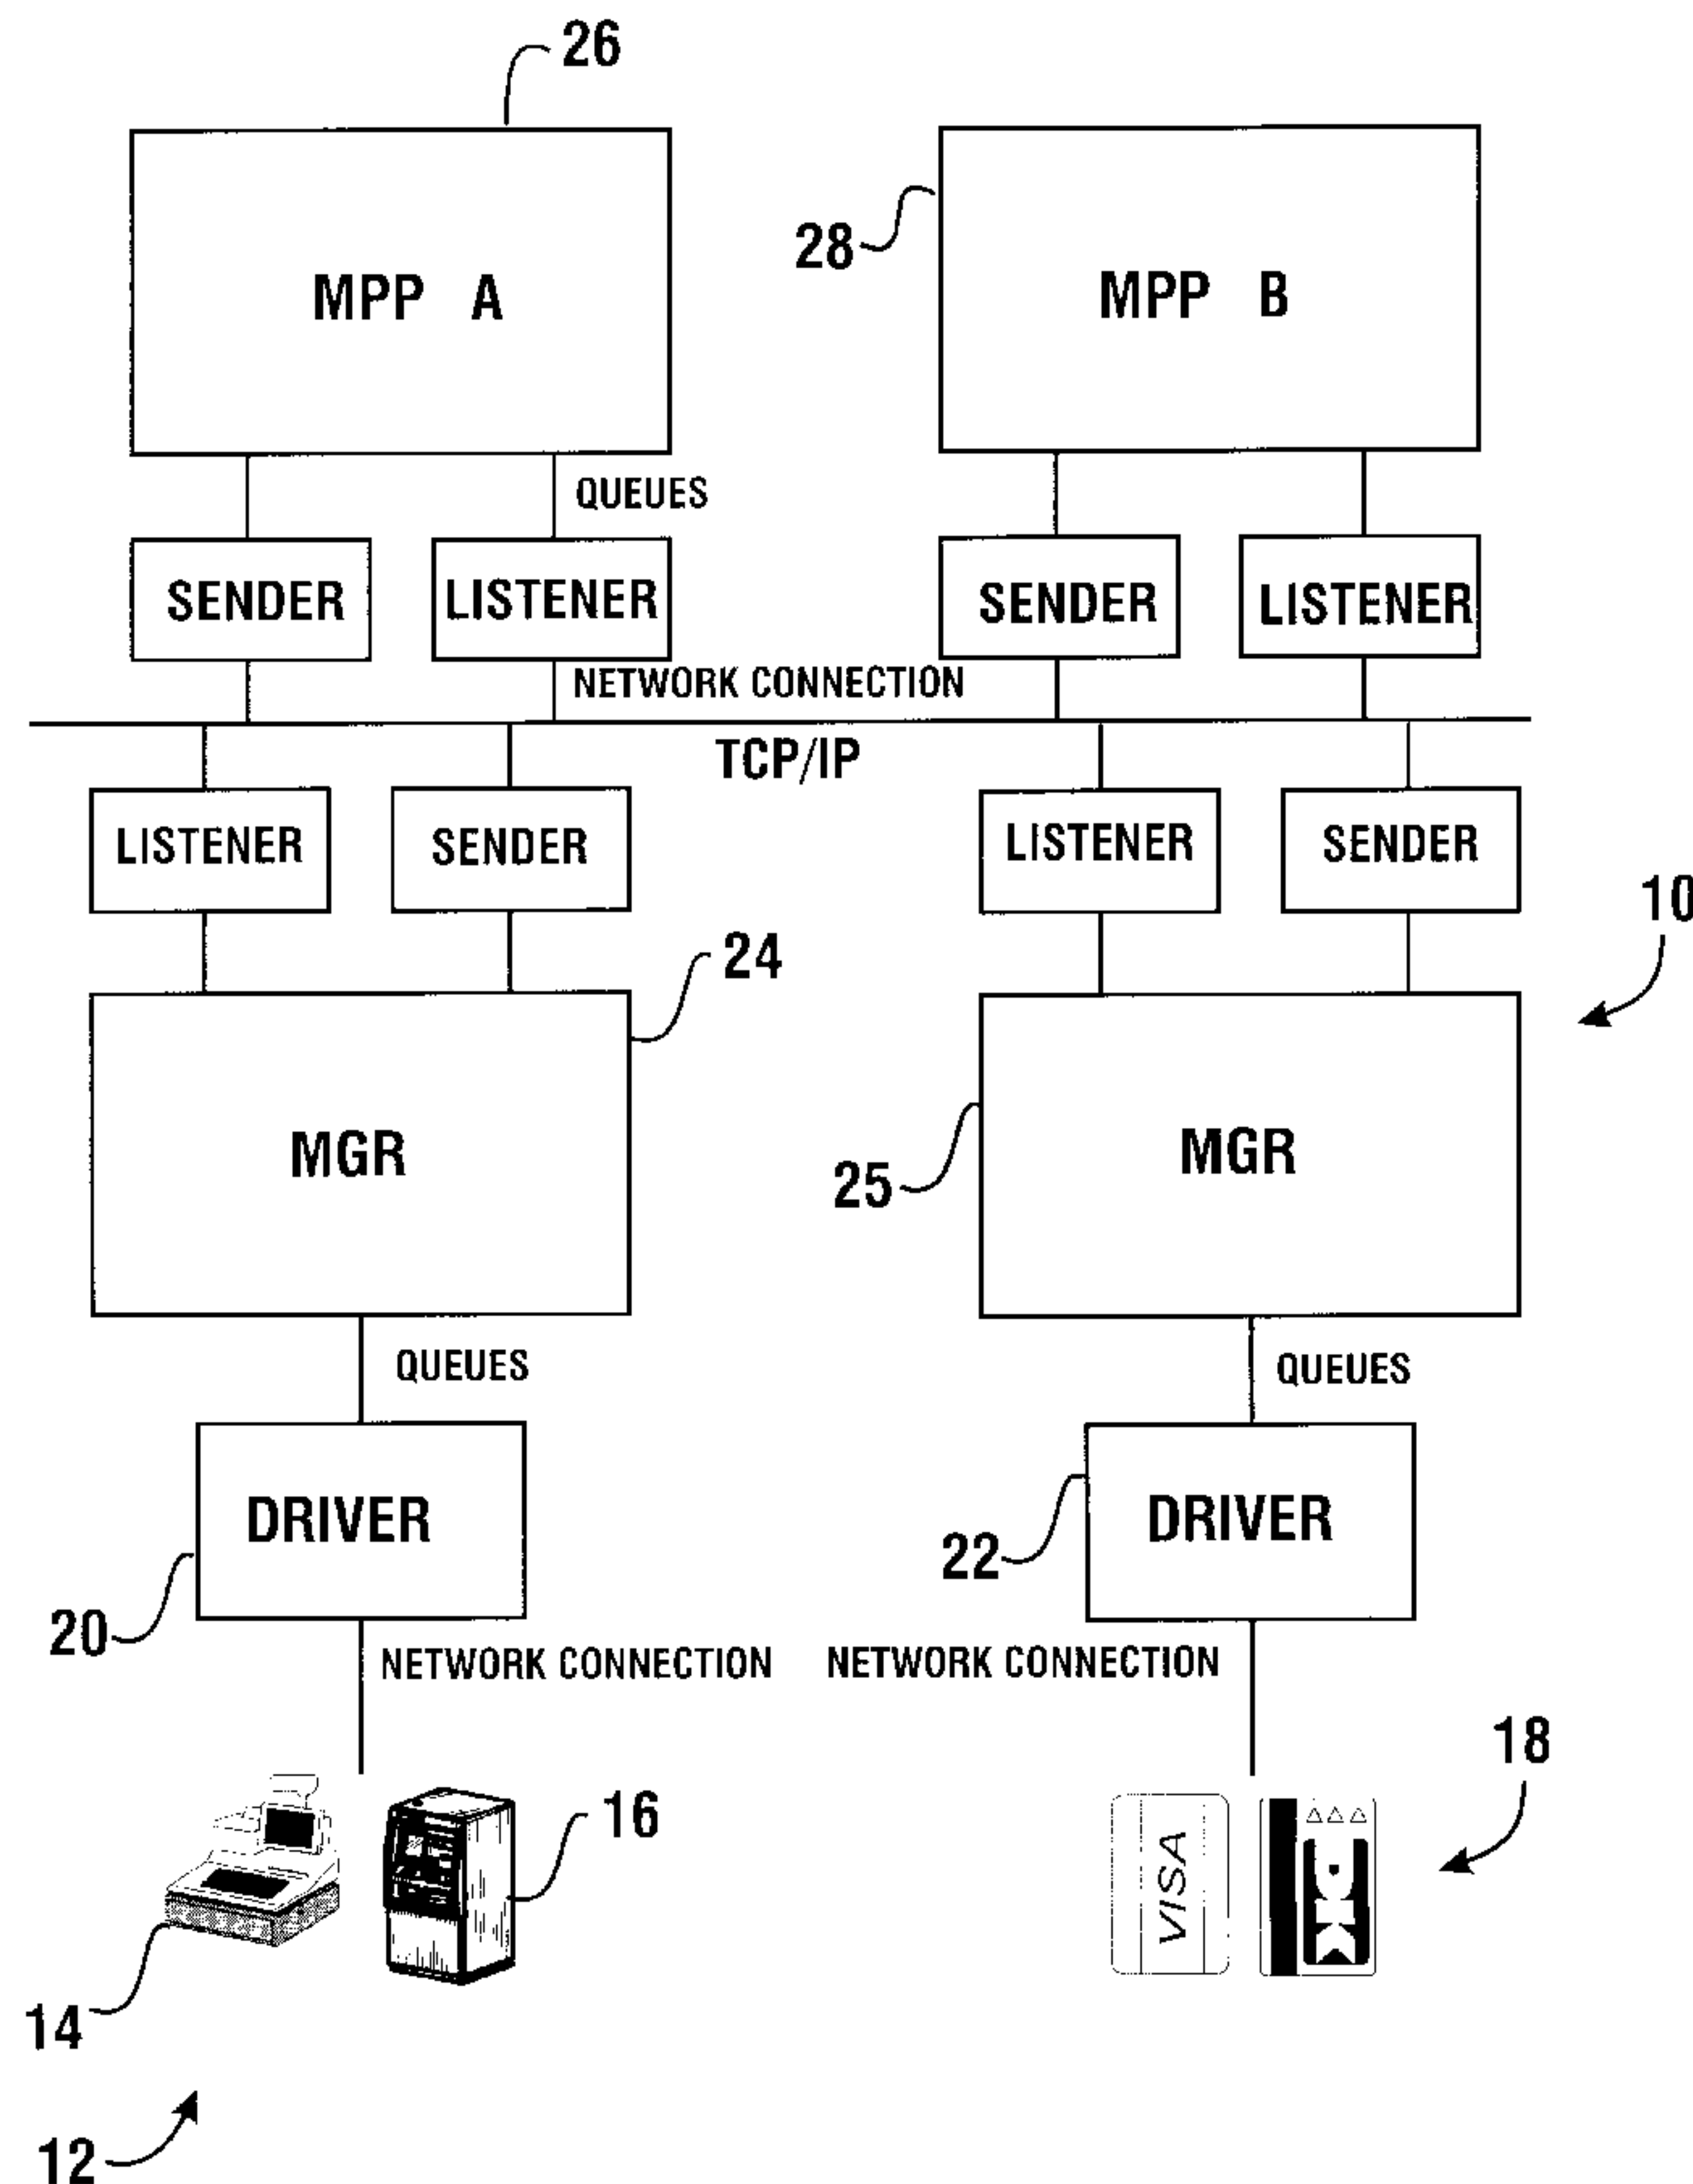 26
28
MPP A
MPP B
QUEUES
SENDER
LISTENER
SENDER
LISTENER
NETWORK CONNECTION
TCP/IP
LISTENER
SENDER
LISTENER
SENDER
10
24
MGR
25
MGR
QUEUES
QUEUES
DRIVER
22
DRIVER
20
NETWORK CONNECTION
NETWORK CONNECTION
18
16
VISA
14
12